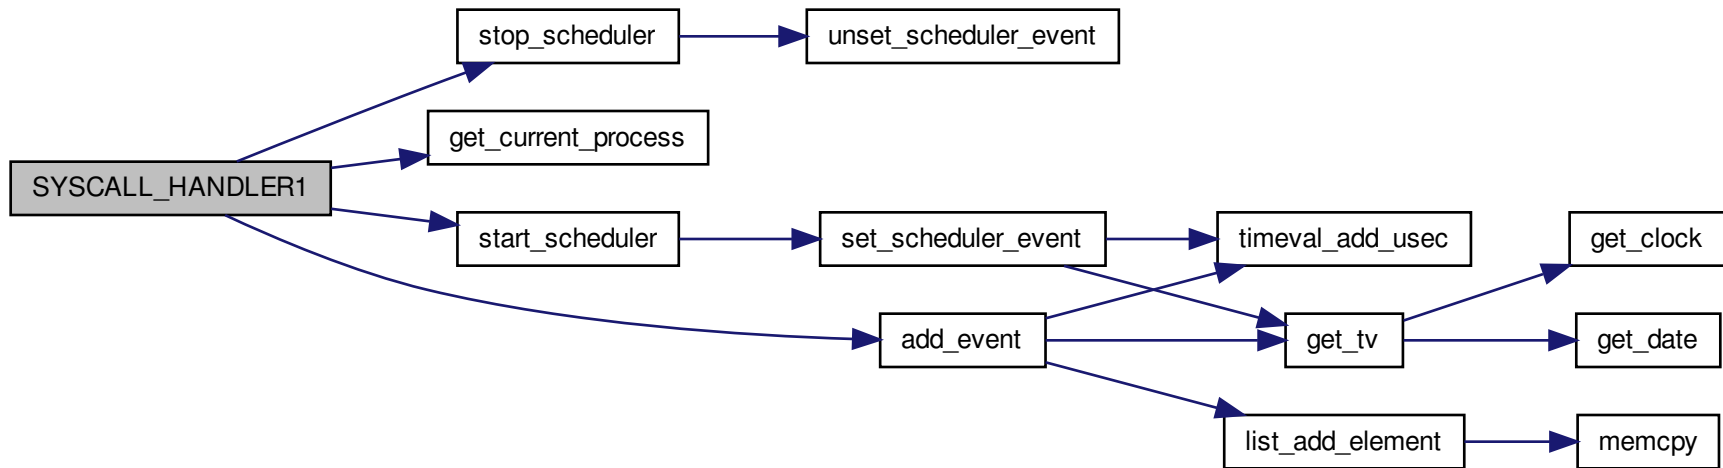 stop_scheduler
unset_scheduler_event
get_current_process
SYSCALL_HANDLER1
start_scheduler
set_scheduler_event
timeval_add_usec
get_clock
add_event
get_tv
get_date
list_add_element
memcpy